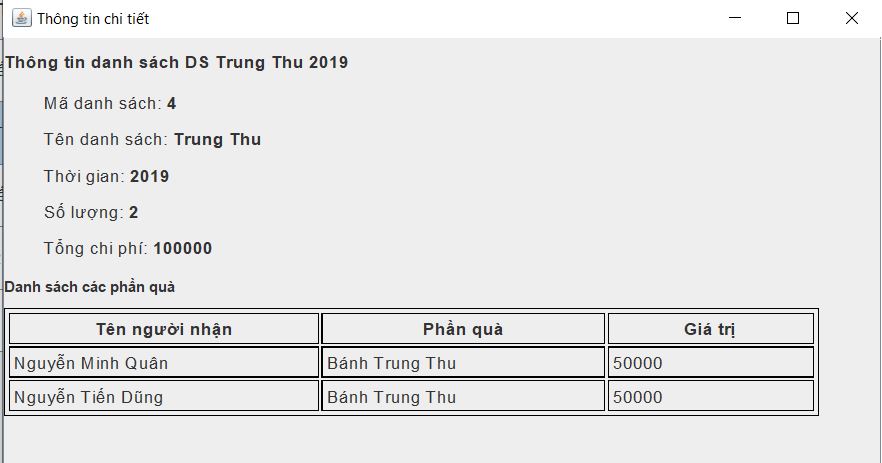 Thông tin chi tiết
Thông tin danh sách DS Trung Thu 2019
Mã danh sách: 4
Tên danh sách: Trung Thu
Thời gian: 2019
Số lượng: 2
Tổng chi phí: 100000
Danh sách các phần quà
Tên người nhận Phần quà Giá trị
Nguyễn Minh Quân Bánh Trung Thu 50000
Nguyễn Tiến Dũng Bánh Trung Thu 50000